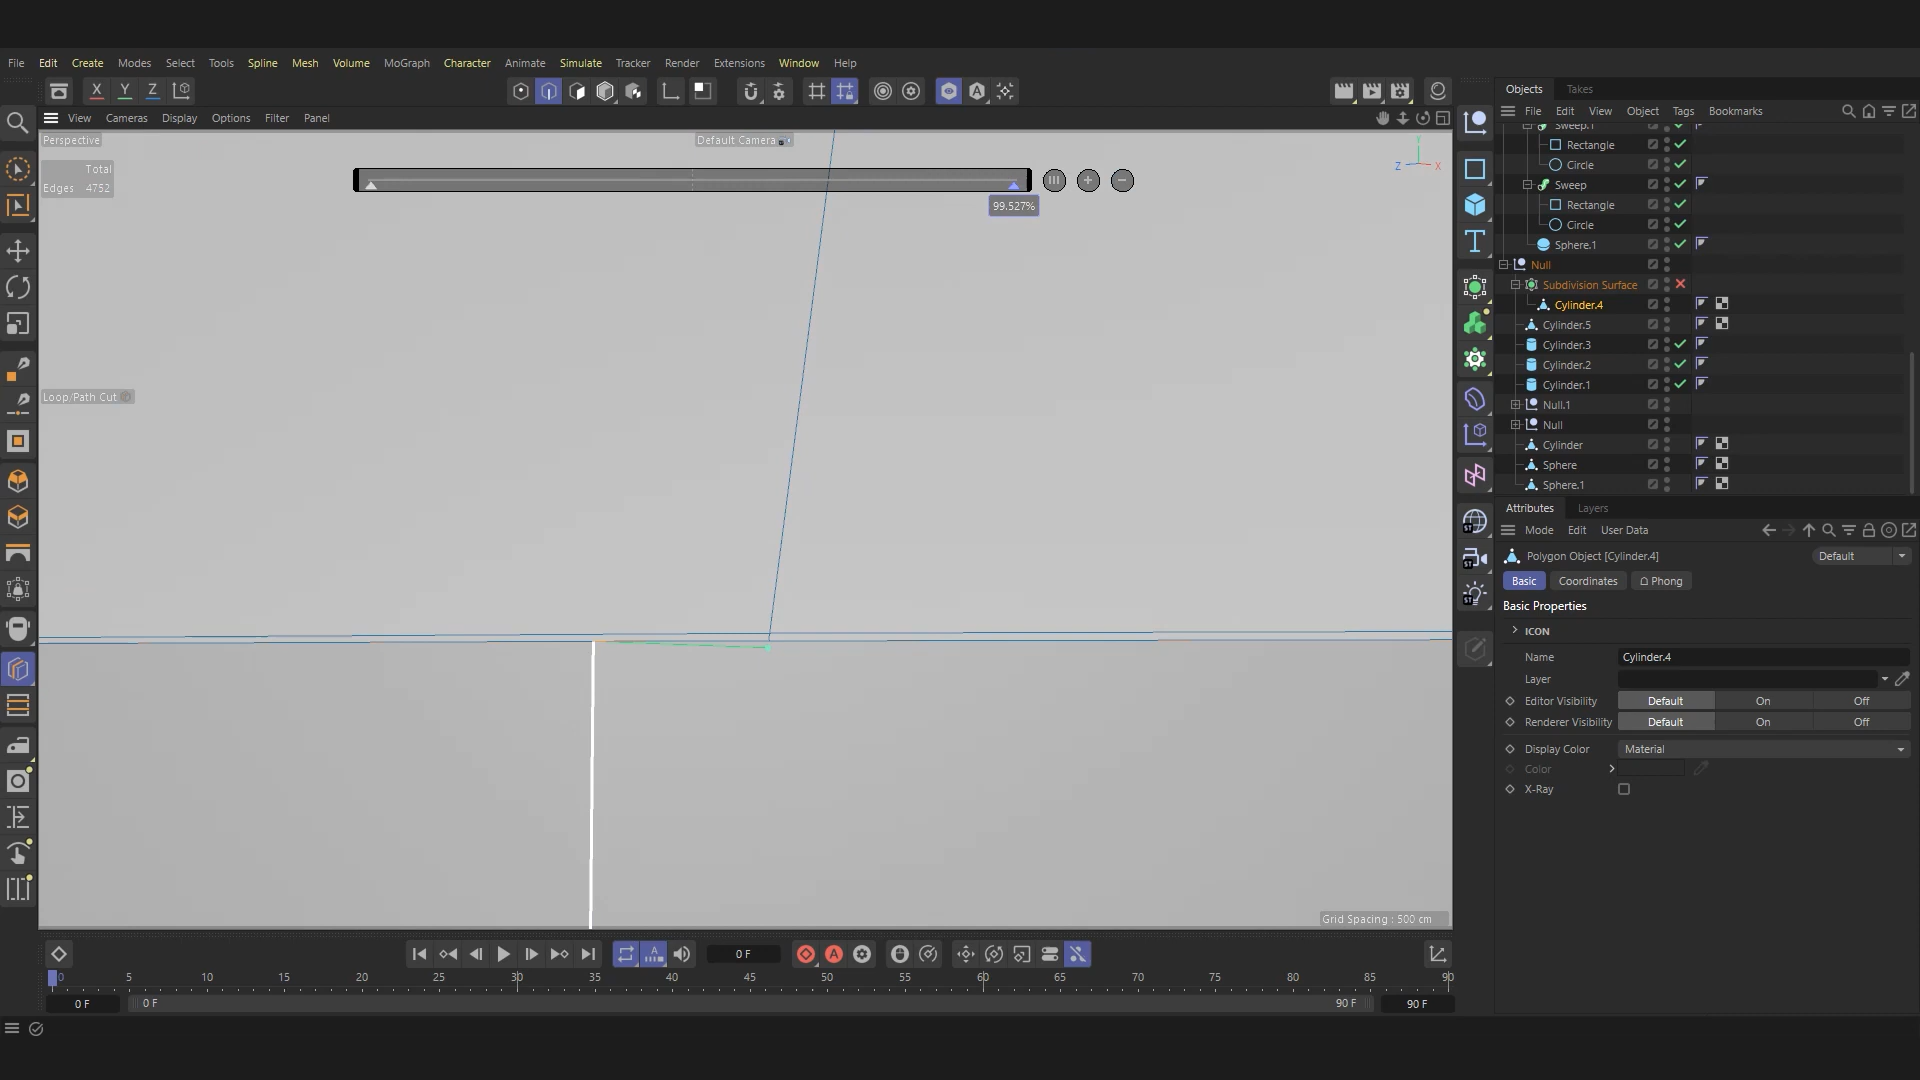 File Edit Create Modes Select Tools Spline Mesh Volume MoGraph Character Animate Simulate Tracker Render Extensions Window Help
X Y Z
View Cameras Display Options Filter Panel
Perspective
Default Camera
Total
Edges 4752
99.527%
Loop/Path Cut
Y
Z X
Grid Spacing : 500 cm
0 F
0 5 10 15 20 25 30 35 40 45 50 55 60 65 70 75 80 85 90
0 F
0 F
90 F
90 F
Objects Takes
File Edit View Object Tags Bookmarks
Sweep.1
Rectangle
Circle
Sweep
Rectangle
Circle
Sphere.1
Null
Subdivision Surface
Cylinder.4
Cylinder.5
Cylinder.3
Cylinder.2
Cylinder.1
Null.1
Null
Cylinder
Sphere
Sphere.1
Attributes Layers
Mode Edit User Data
Polygon Object [Cylinder.4]
Default
Basic Coordinates Phong
Basic Properties
ICON
Name Cylinder.4
Layer
Editor Visibility Default On Off
Renderer Visibility Default On Off
Display Color Material
Color
X-Ray